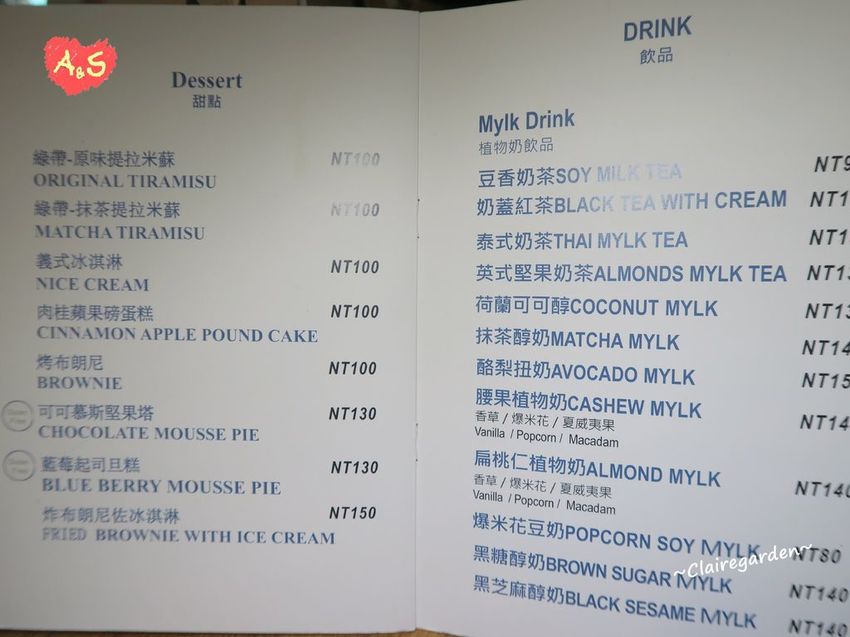 A&S
Dessert
甜點
綠帶-原味提拉米蘇 NT100
ORIGINAL TIRAMISU
綠帶-抹茶提拉米蘇 NT100
MATCHA TIRAMISU
義式冰淇淋 NT100
NICE CREAM
肉桂蘋果磅蛋糕 NT100
CINNAMON APPLE POUND CAKE
烤布朗尼 NT100
BROWNIE
可可慕斯堅果塔 NT130
CHOCOLATE MOUSSE PIE
藍莓起司旦糕 NT130
BLUE BERRY MOUSSE PIE
炸布朗尼佐冰淇淋 NT150
FRIED BROWNIE WITH ICE CREAM
DRINK
飲品
Mylk Drink
植物奶飲品
豆香奶茶SOY MILK TEA
奶蓋紅茶BLACK TEA WITH CREAM
泰式奶茶THAI MYLK TEA
英式堅果奶茶ALMONDS MYLK TEA
荷蘭可可醇COCONUT MYLK
抹茶醇奶MATCHA MYLK
酪梨扭奶AVOCADO MYLK
腰果植物奶CASHEW MYLK
香草 / 爆米花 / 夏威夷果
Vanilla / Popcorn / Macadam
扁桃仁植物奶ALMOND MYLK NT140
香草 / 爆米花 / 夏威夷果
Vanilla / Popcorn / Macadam
爆米花豆奶POPCORN SOY MYLK NT80
~Clairegarden~
黑糖醇奶BROWN SUGAR MYLK NT140
黑芝麻醇奶BLACK SESAME MYLK NT140